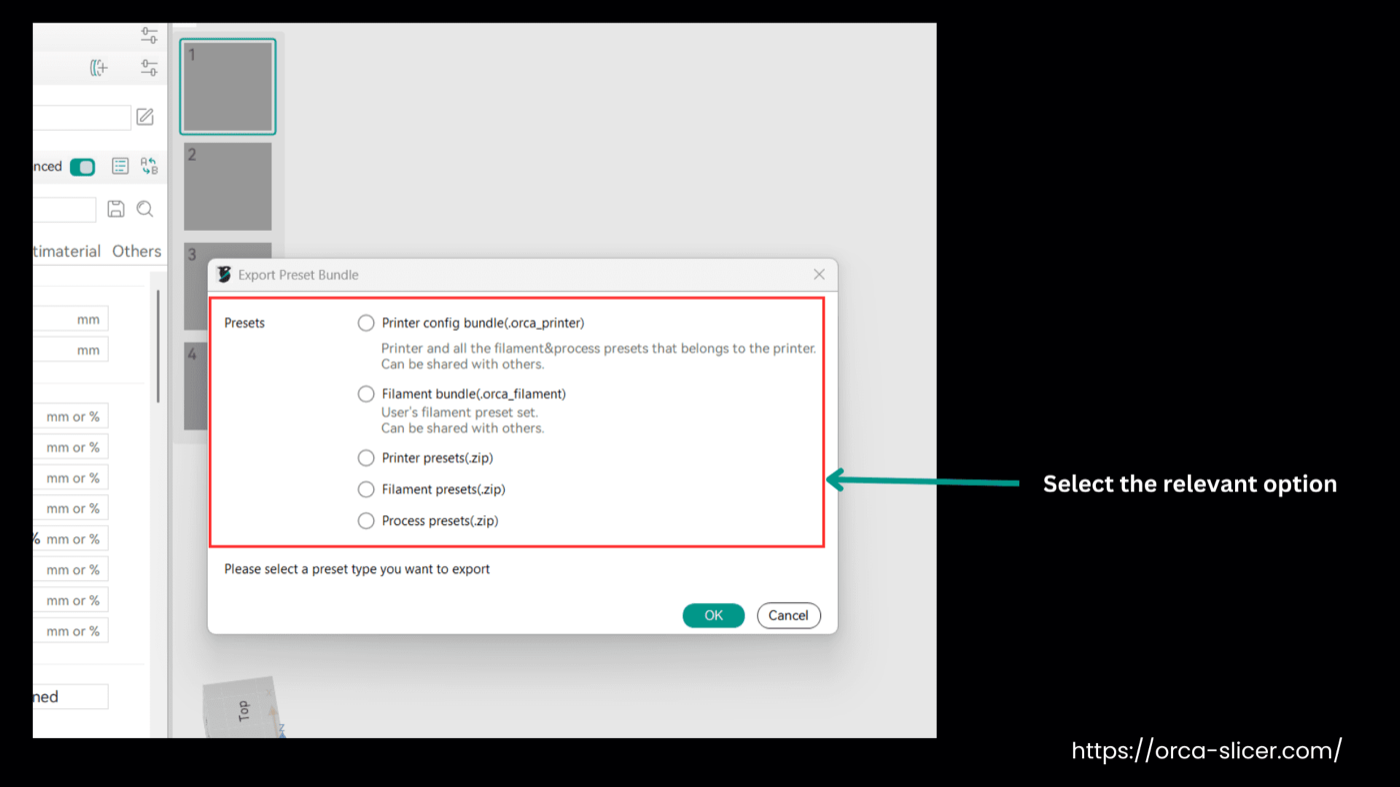 1
2
3
4
nced
timaterial Others
mm
mm
mm or %
mm or %
mm or %
mm or %
% mm or %
mm or %
mm or %
mm or %
ned
Export Preset Bundle
Presets
Printer config bundle(.orca_printer)
Printer and all the filament&process presets that belongs to the printer.
Can be shared with others.
Filament bundle(.orca_filament)
User's filament preset set.
Can be shared with others.
Printer presets(.zip)
Filament presets(.zip)
Process presets(.zip)
Please select a preset type you want to export
OK Cancel
Top
Z
Select the relevant option
https://orca-slicer.com/